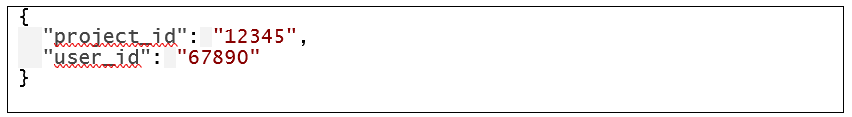 {
  "project_id": "12345",
  "user_id": "67890"
}